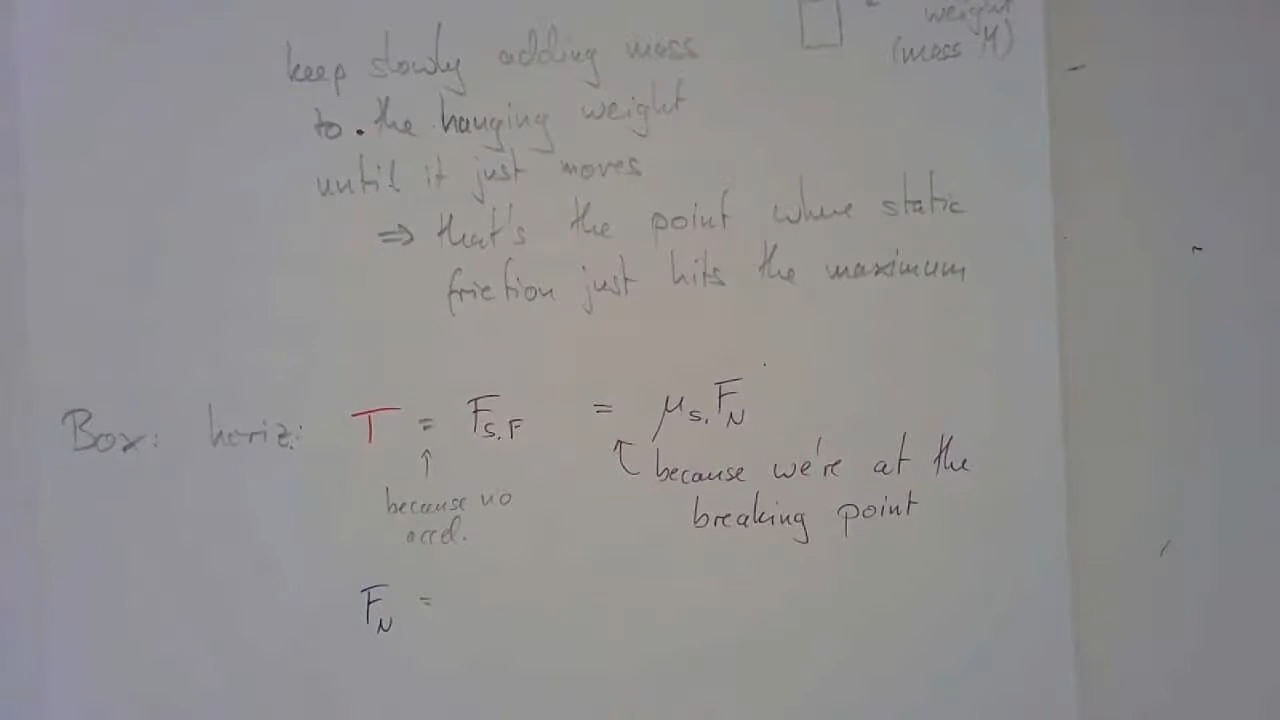 weight
(mass M)
keep slowly adding mass
to the hanging weight
until it just moves
⇒ that's the point where static
friction just hits the maximum
Box: horiz: T = F_S,F = μ_s F_N
↑
because no
accel.
↑ because we're at the
breaking point
F_N =